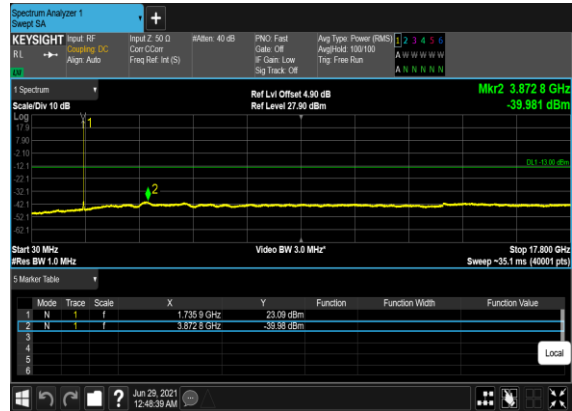 Spectrum Analyzer 1
Swept SA
+
KEYSIGHT Input: RF Input Z: 50 Ω #Atten: 40 dB PNO: Fast Avg Type: Power (RMS) 1 2 3 4 5 6
RL Coupling: DC Corr CCorr Gate: Off Avg|Hold: 100/100 A W W W W W
Align: Auto Freq Ref: Int (S) IF Gain: Low Trig: Free Run
Sig Track: Off A N N N N N
1 Spectrum Ref Lvl Offset 4.90 dB Mkr2 3.872 8 GHz
Scale/Div 10 dB Ref Level 27.90 dBm -39.981 dBm
Log
17.9
7.90
-2.10
-12.1
-22.1
-32.1
-42.1
-52.1
-62.1
1
2
DL1 -13.00 dBm
Start 30 MHz Video BW 3.0 MHz* Stop 17.800 GHz
#Res BW 1.0 MHz Sweep ~35.1 ms (40001 pts)
5 Marker Table
Mode Trace Scale X Y Function Function Width Function Value
1 N 1 f 1.735 9 GHz 23.09 dBm
2 N 1 f 3.872 8 GHz -39.98 dBm
3
4
5
6
Local
? Jun 29, 2021
12:48:39 AM